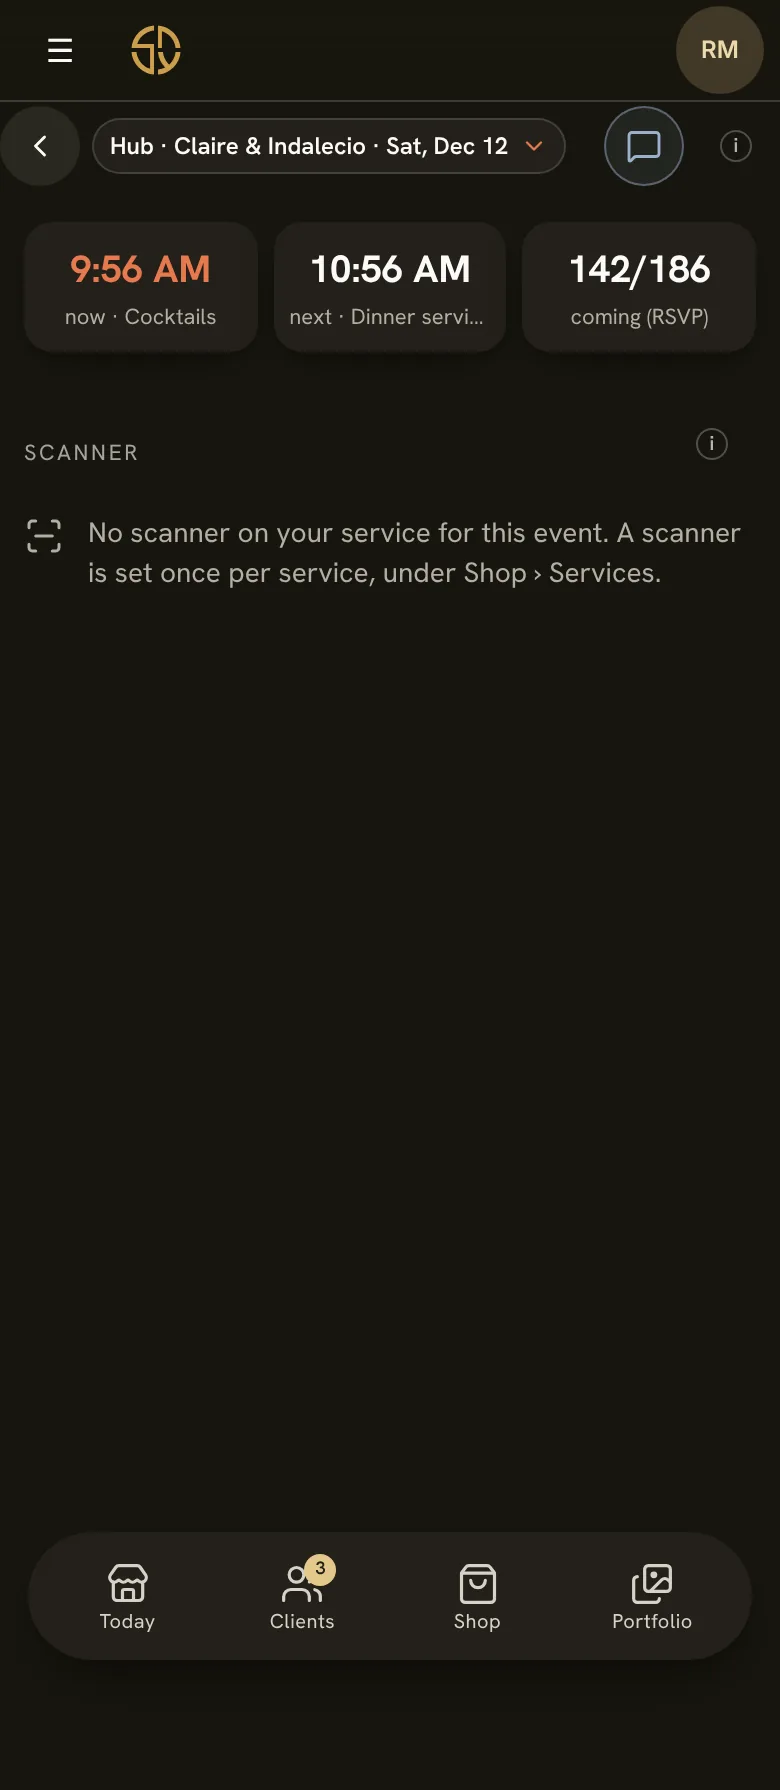 RM
Hub · Claire & Indalecio · Sat, Dec 12
i
9:56 AM
now · Cocktails
10:56 AM
next · Dinner servi...
142/186
coming (RSVP)
SCANNER
i
No scanner on your service for this event. A scanner
is set once per service, under Shop › Services.
3
Today
Clients
Shop
Portfolio